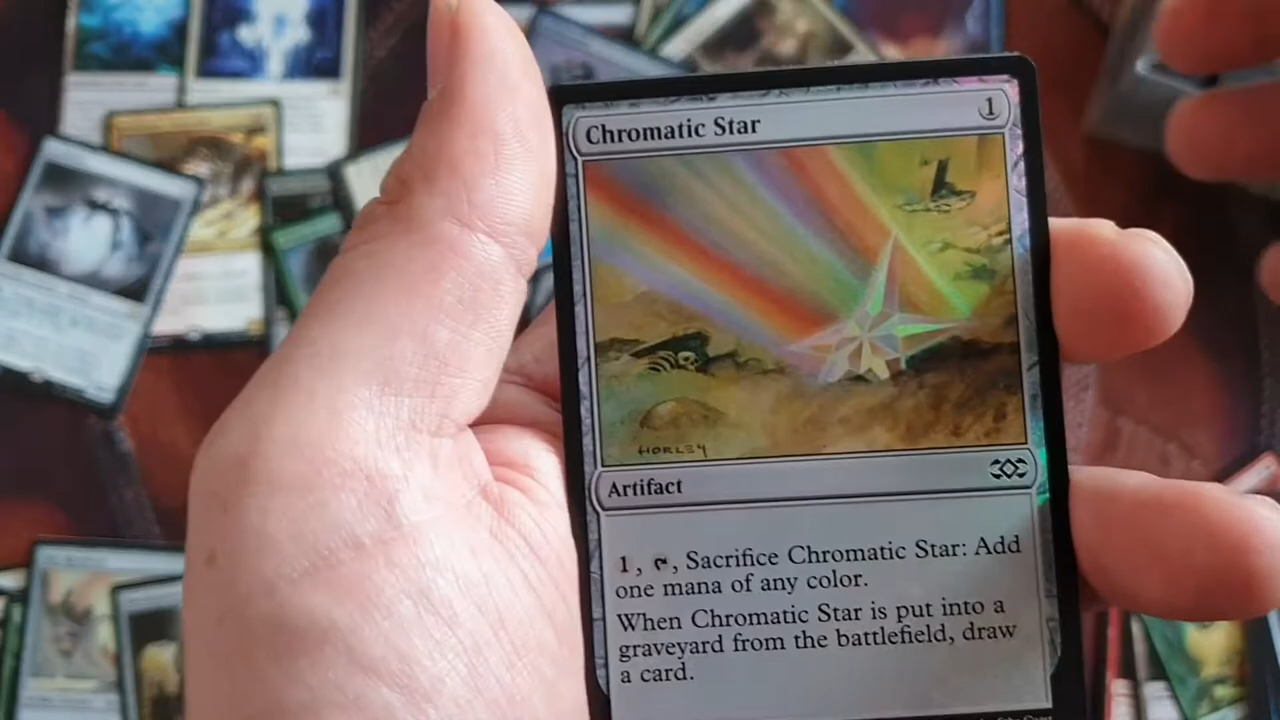 Chromatic Star 1
HORLEY
Artifact
1, Sacrifice Chromatic Star: Add
one mana of any color.
When Chromatic Star is put into a
graveyard from the battlefield, draw
a card.